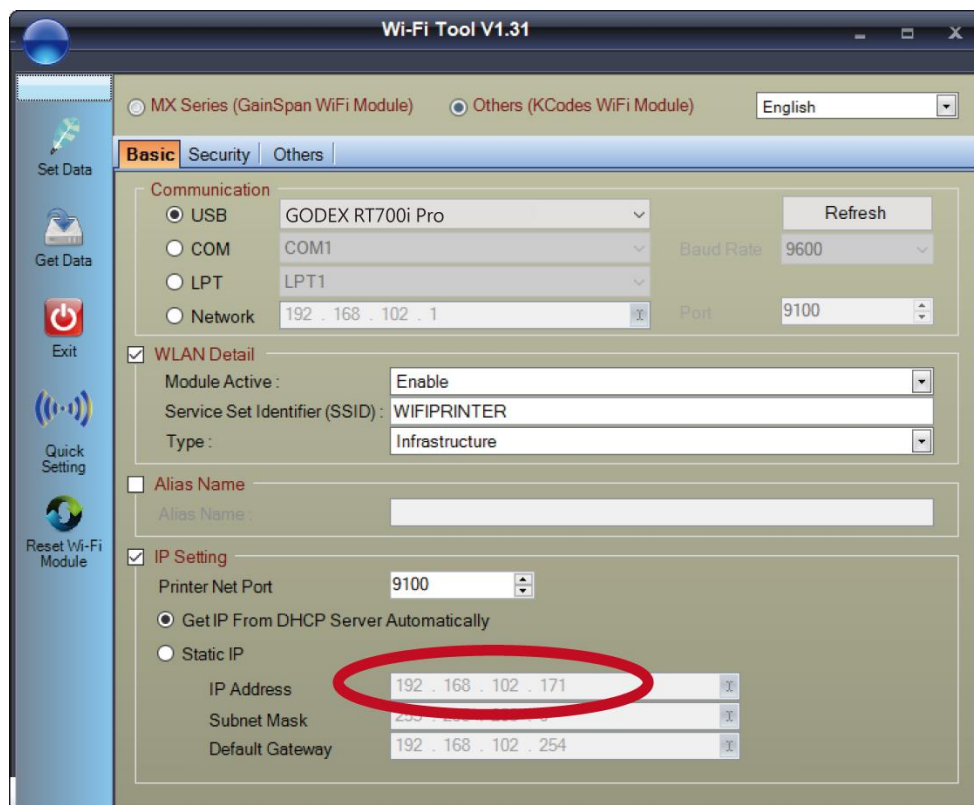 Wi-Fi Tool V1.31
MX Series (GainSpan WiFi Module) Others (KCodes WiFi Module) English
Set Data
Get Data
Exit
Quick
Setting
Reset Wi-Fi
Module
Basic Security Others
Communication
USB GODEX RT700i Pro Refresh
COM COM1 Baud Rate 9600
LPT LPT1
Network 192 . 168 . 102 . 1 Port 9100
WLAN Detail
Module Active : Enable
Service Set Identifier (SSID) : WIFIPRINTER
Type : Infrastructure
Alias Name
Alias Name :
IP Setting
Printer Net Port 9100
Get IP From DHCP Server Automatically
Static IP
IP Address 192 . 168 . 102 . 171
Subnet Mask
Default Gateway 192 . 168 . 102 . 254